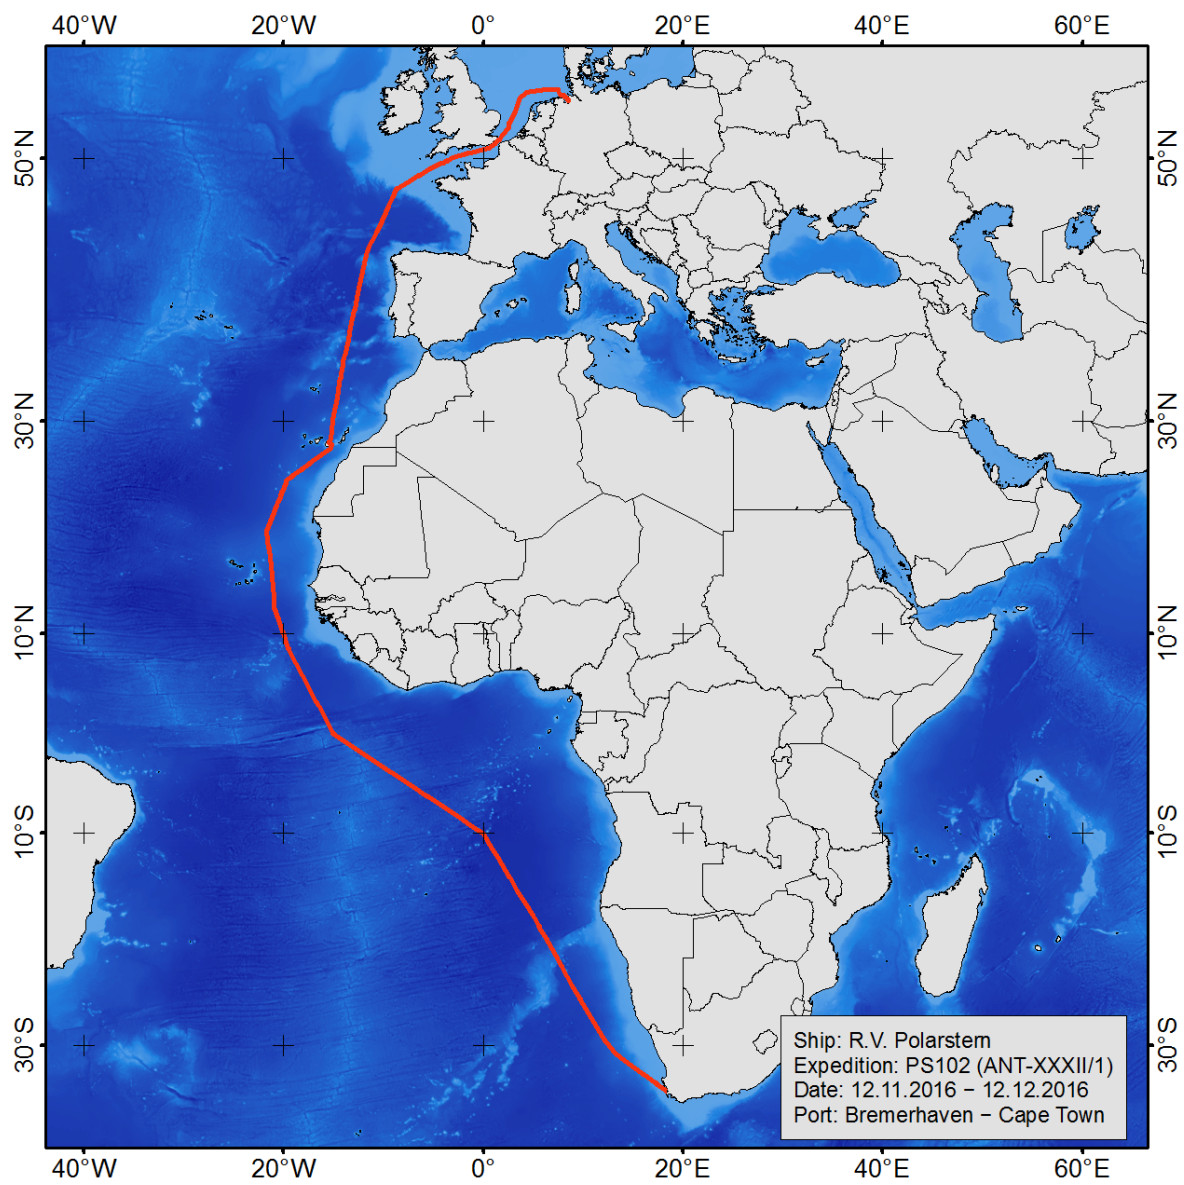 40°W 20°W 0° 20°E 40°E 60°E
50°N 50°N
30°N 30°N
10°N 10°N
10°S 10°S
30°S 30°S
Ship: R.V. Polarstern
Expedition: PS102 (ANT-XXXII/1)
Date: 12.11.2016 − 12.12.2016
Port: Bremerhaven − Cape Town
40°W 20°W 0° 20°E 40°E 60°E